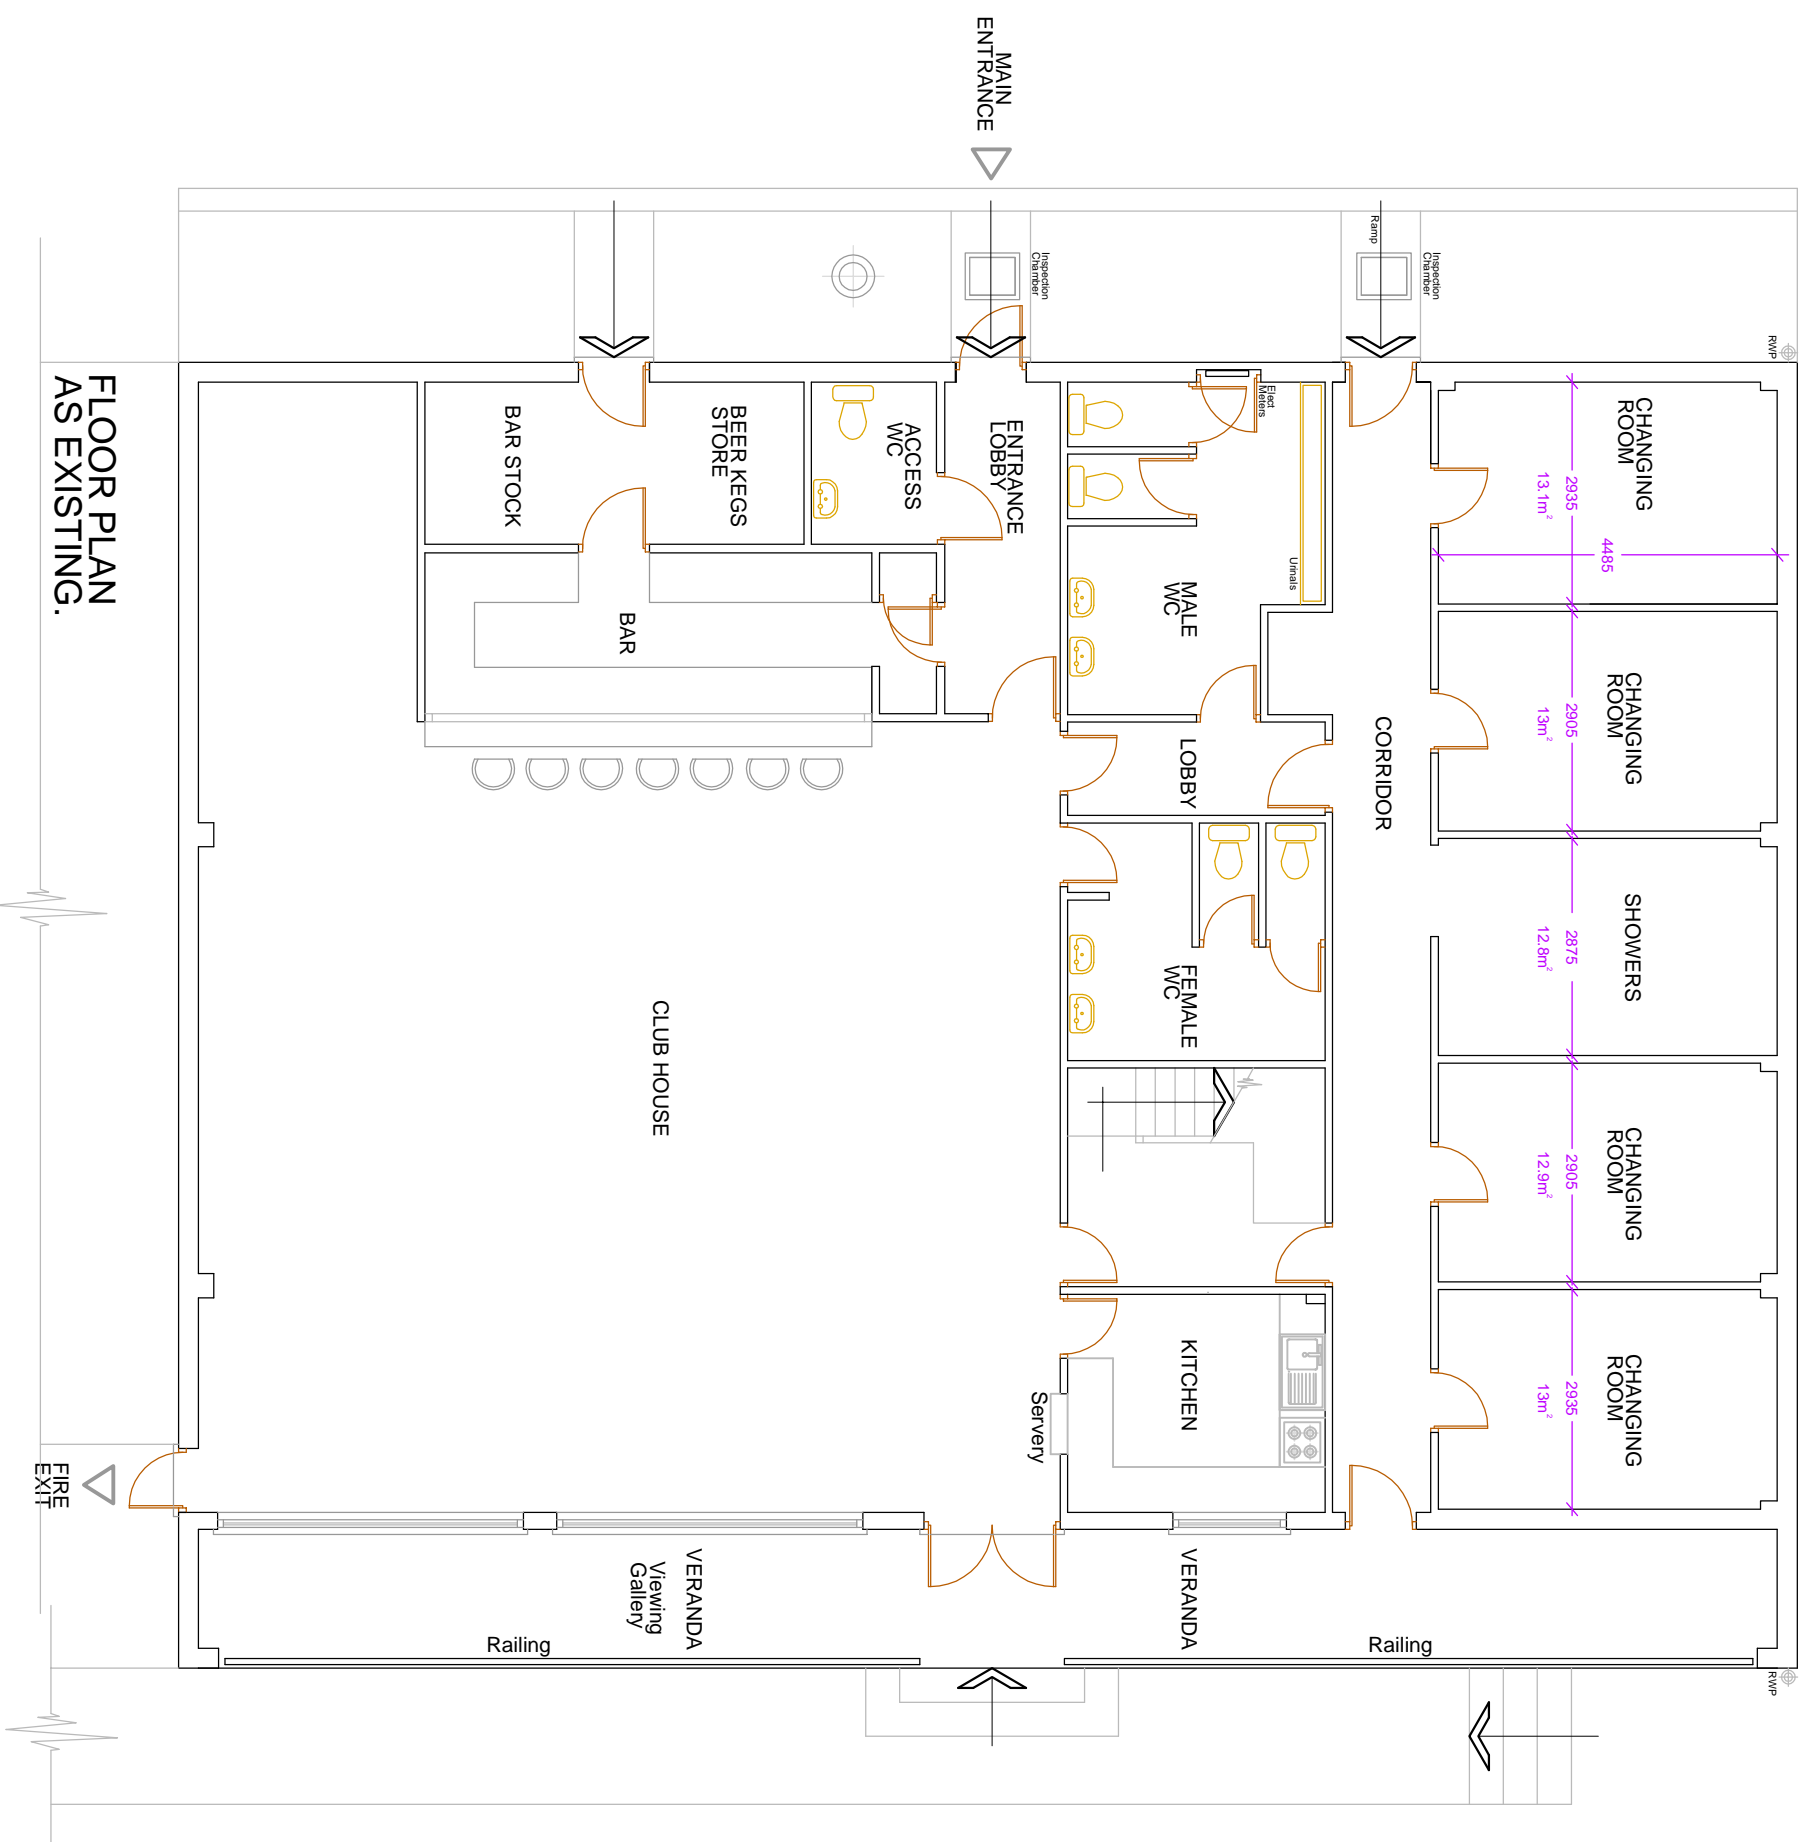 FLOOR PLAN
AS EXISTING.
MAIN
ENTRANCE
Inspection
Chamber
Ramp
Inspection
Chamber
RWP
BAR STOCK
BEER KEGS
STORE
ACCESS
WC
ENTRANCE
LOBBY
Elect
Meters
Urinals
MALE
WC
BAR
LOBBY
CORRIDOR
CHANGING
ROOM
2935
13.1m²
4485
CHANGING
ROOM
2905
13m²
SHOWERS
2875
12.8m²
CHANGING
ROOM
2905
12.9m²
CHANGING
ROOM
2935
13m²
FEMALE
WC
CLUB HOUSE
KITCHEN
Servery
FIRE
EXIT
VERANDA
Viewing
Gallery
VERANDA
Railing
Railing
RWP